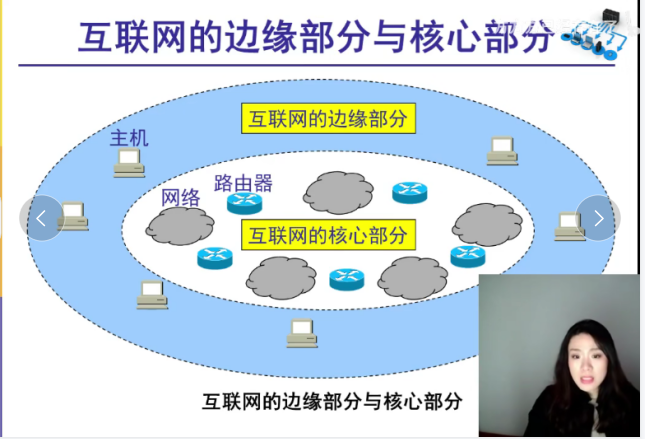 互联网的边缘部分与核心部分
互联网的边缘部分
主机
路由器
网络
互联网的核心部分
互联网的边缘部分与核心部分